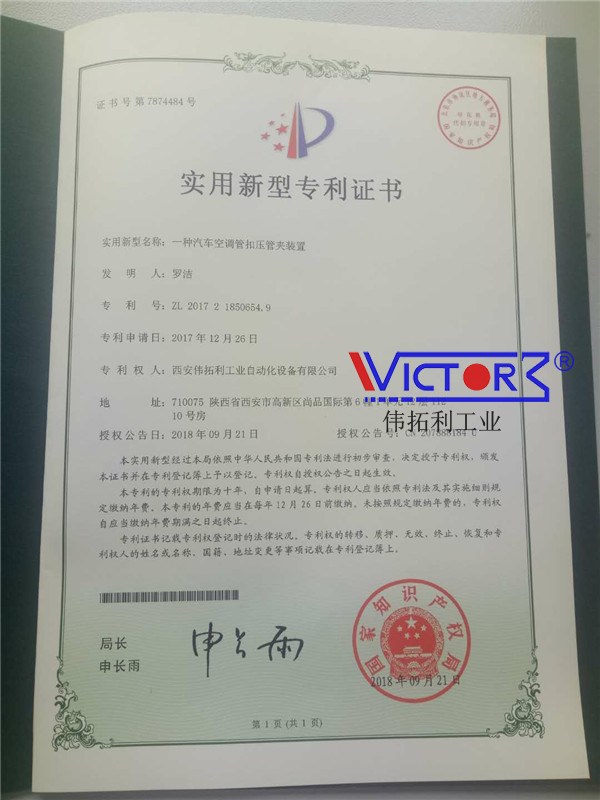 证书号第7874484号
实用新型专利证书
实用新型名称：一种汽车空调管扣压管夹装置
发 明 人：罗洁
专 利 号：ZL 2017 2 1850654.9
专利申请日：2017年12月26日
专 利 权 人：西安伟拓利工业自动化设备有限公司
VICTOR ®
伟拓利工业
地 址：710075 陕西省西安市高新区尚品国际第6幢1单元12层
10号房
授权公告日：2018年09月21日 授权公告号：CN 207888184 U
本实用新型经过本局依照中华人民共和国专利法进行初步审查，决定授予专利权，颁发
本证书并在专利登记簿上予以登记。专利权自授权公告之日起生效。
本专利的专利权期限为十年，自申请日起算。专利权人应当依照专利法及其实施细则规
定缴纳年费。本专利的年费应当在每年12月26日前缴纳。未按照规定缴纳年费的，专利权
自应当缴纳年费期满之日起终止。
专利证书记载专利权登记时的法律状况。专利权的转移、质押、无效、终止、恢复和专
利权人的姓名或名称、国籍、地址变更等事项记载在专利登记簿上。
局长
申长雨
申长雨
国家知识产权局
2018年09月21日
第1页(共1页)